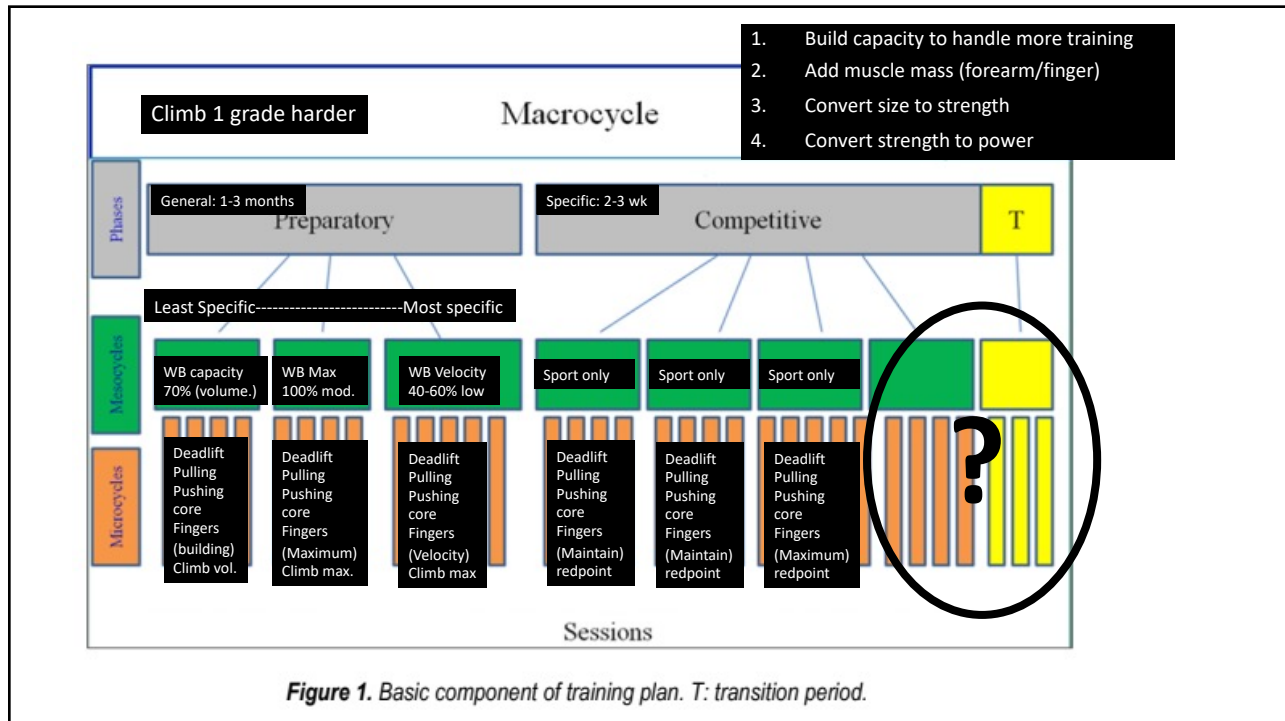 1. Build capacity to handle more training
2. Add muscle mass (forearm/finger)
3. Convert size to strength
4. Convert strength to power
Climb 1 grade harder
Macrocycle
Phases
General: 1-3 months
Preparatory
Specific: 2-3 wk
Competitive
T
Least Specific--------------------------Most specific
Mesocycles
WB capacity
70% (volume.)
WB Max
100% mod.
WB Velocity
40-60% low
Sport only
Sport only
Sport only
Microcycles
Deadlift
Pulling
Pushing
core
Fingers
(building)
Climb vol.
Deadlift
Pulling
Pushing
core
Fingers
(Maximum)
Climb max.
Deadlift
Pulling
Pushing
core
Fingers
(Velocity)
Climb max
Deadlift
Pulling
Pushing
core
Fingers
(Maintain)
redpoint
Deadlift
Pulling
Pushing
core
Fingers
(Maintain)
redpoint
Deadlift
Pulling
Pushing
core
Fingers
(Maximum)
redpoint
?
Sessions
Figure 1. Basic component of training plan. T: transition period.